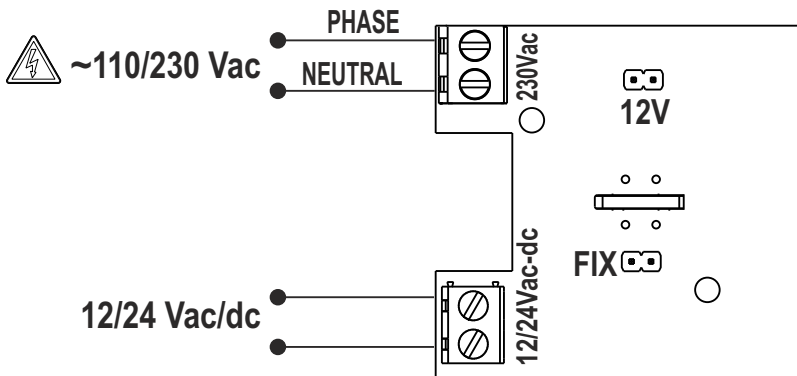 PHASE
~110/230 Vac
NEUTRAL
230Vac
12V
FIX
12/24 Vac/dc
12/24Vac-dc